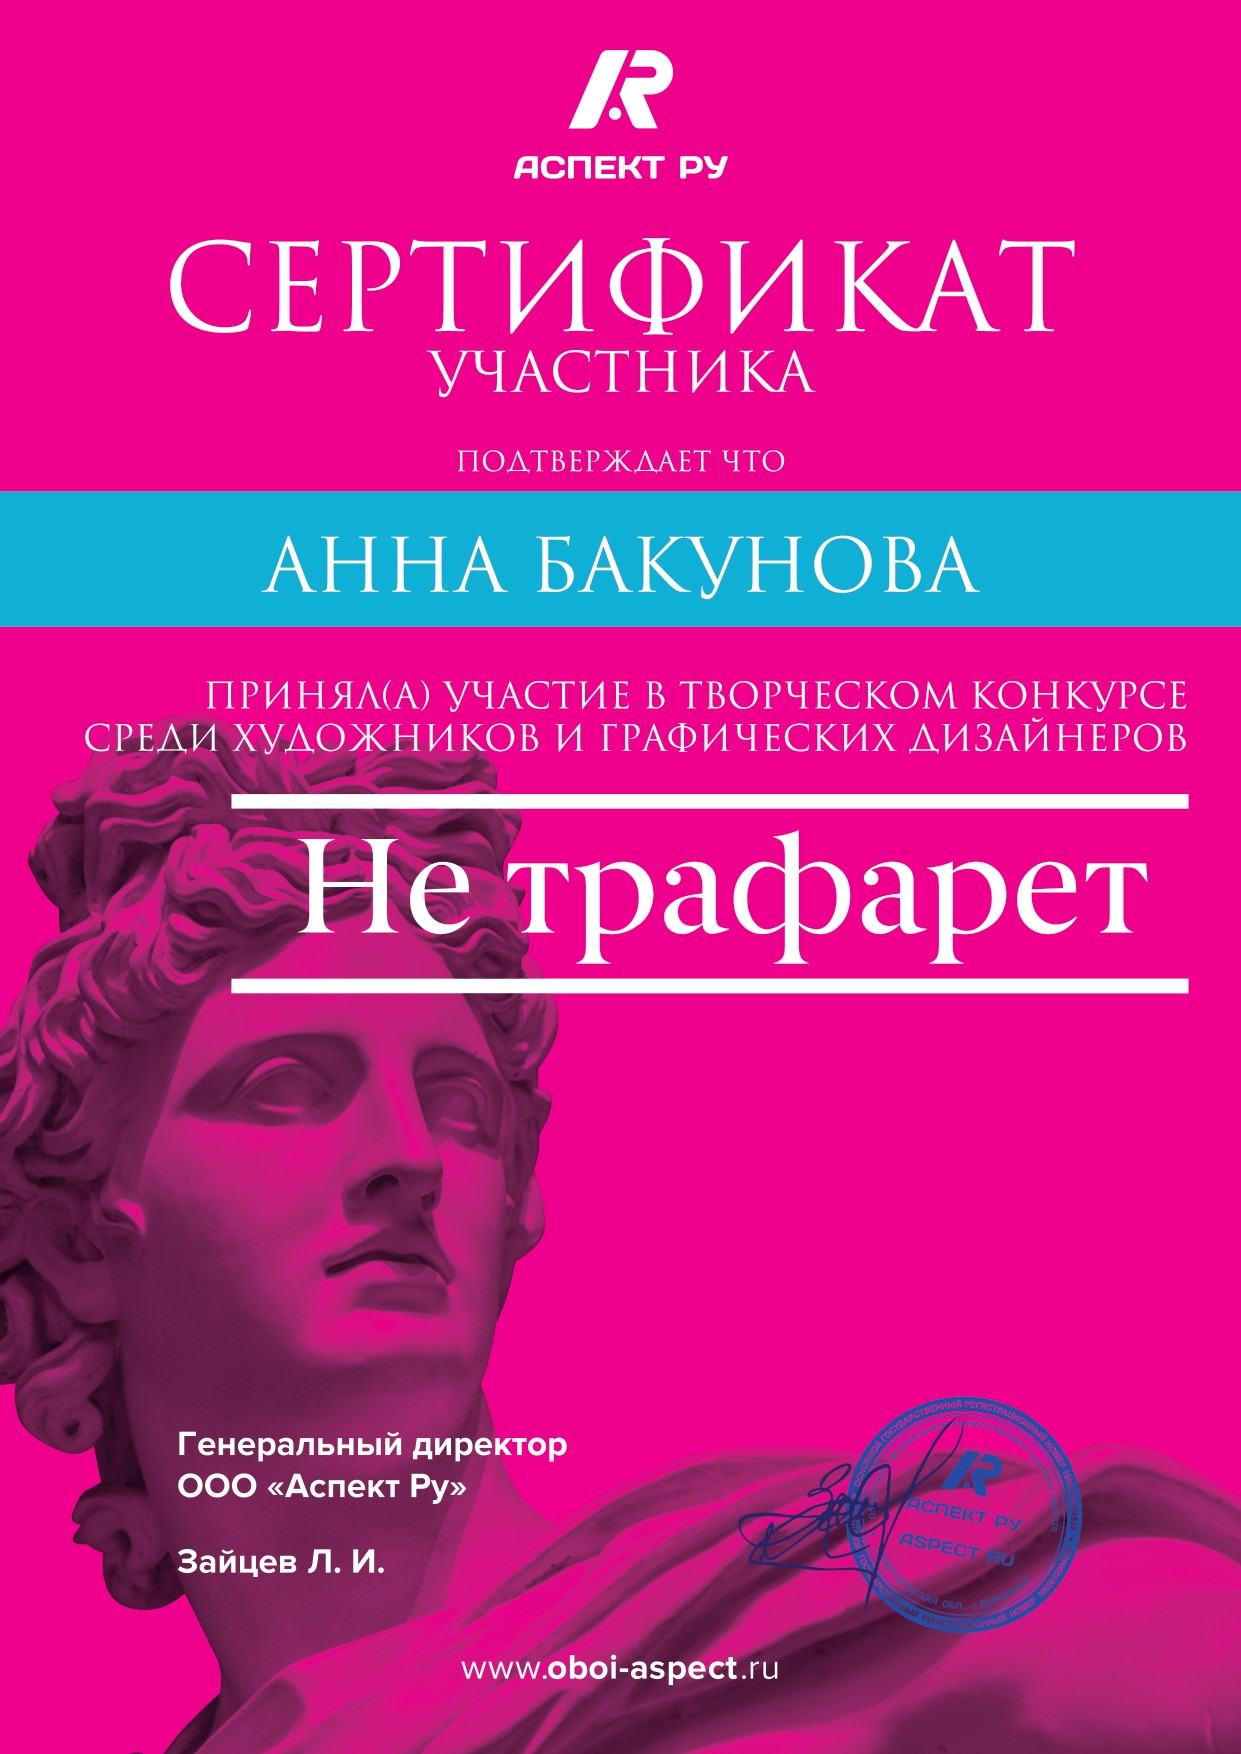 АСПЕКТ РУ
СЕРТИФИКАТ
УЧАСТНИКА
ПОДТВЕРЖДАЕТ ЧТО
АННА БАКУНОВА
ПРИНЯЛ(А) УЧАСТИЕ В ТВОРЧЕСКОМ КОНКУРСЕ
СРЕДИ ХУДОЖНИКОВ И ГРАФИЧЕСКИХ ДИЗАЙНЕРОВ
Не трафарет
Генеральный директор
ООО «Аспект Ру»
Зайцев Л. И.
АСПЕКТ РУ
ASPECT RU
www.oboi-aspect.ru